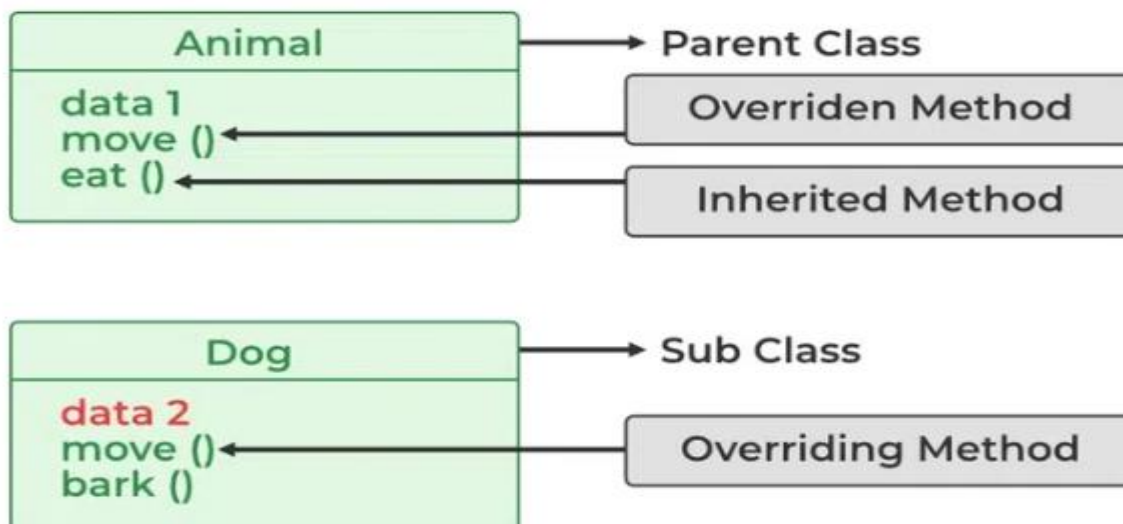 Animal
Parent Class
data 1
move ()
eat ()
Overriden Method
Inherited Method
Dog
Sub Class
data 2
move ()
bark ()
Overriding Method